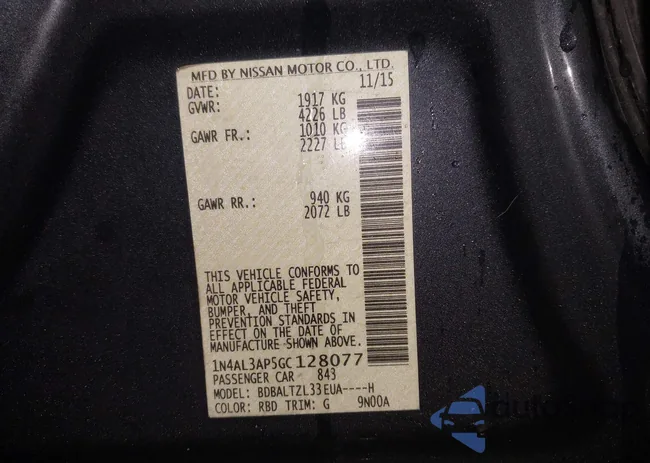 MFD BY NISSAN MOTOR CO., LTD.
DATE: 11/15
GVWR: 1917 KG
4226 LB
GAWR FR.: 1010 KG
2227 LB
GAWR RR.: 940 KG
2072 LB
THIS VEHICLE CONFORMS TO
ALL APPLICABLE FEDERAL
MOTOR VEHICLE SAFETY,
BUMPER, AND THEFT
PREVENTION STANDARDS IN
EFFECT ON THE DATE OF
MANUFACTURE SHOWN ABOVE.
1N4AL3AP5GC128077
PASSENGER CAR 843
MODEL: BDBALTZL33EUA----H
COLOR: RBD TRIM: G 9N00A